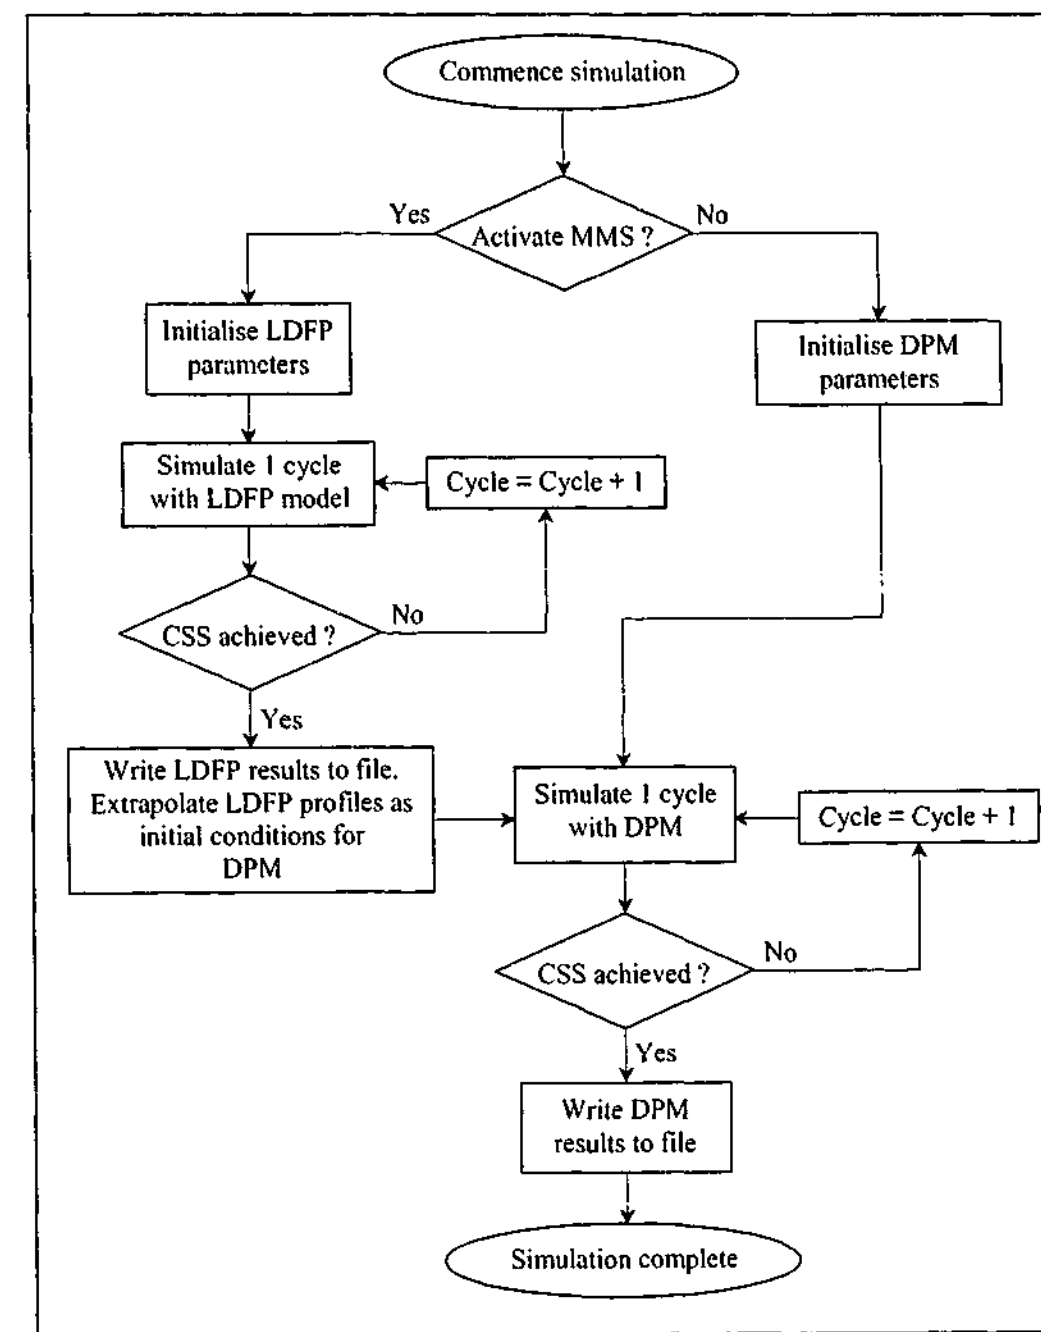 Commence simulation
Yes
No
Activate MMS ?
Initialise LDFP
parameters
Initialise DPM
parameters
Simulate 1 cycle
with LDFP model
Cycle = Cycle + 1
CSS achieved ?
No
Yes
Write LDFP results to file.
Extrapolate LDFP profiles as
initial conditions for
DPM
Simulate 1 cycle
with DPM
Cycle = Cycle + 1
CSS achieved ?
No
Yes
Write DPM
results to file
Simulation complete